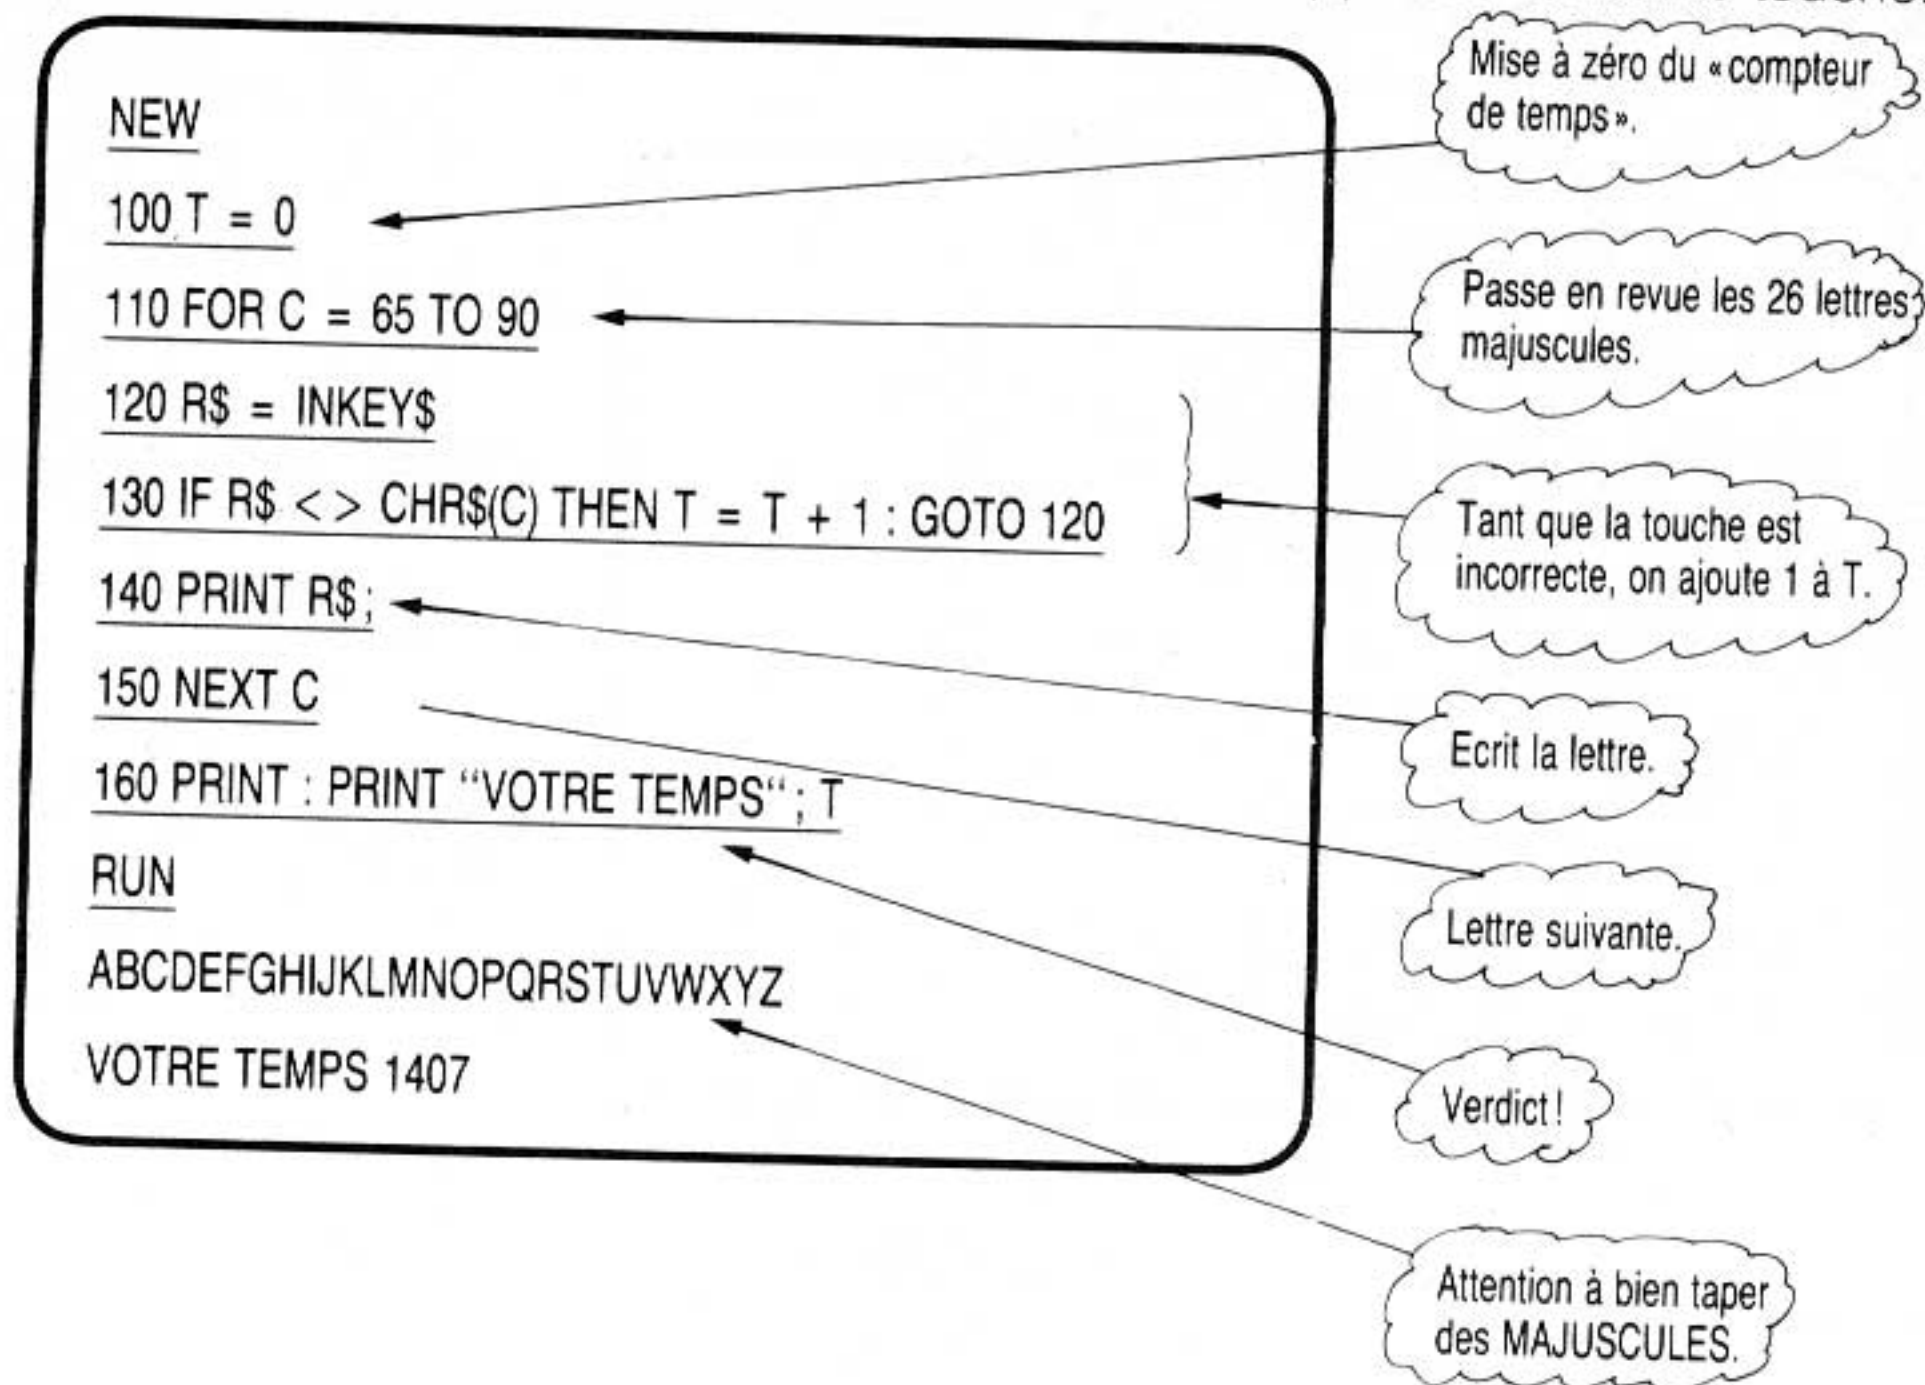 NEW
100 T = 0
110 FOR C = 65 TO 90
120 R$ = INKEY$
130 IF R$ < > CHR$(C) THEN T = T + 1 : GOTO 120
140 PRINT R$ ;
150 NEXT C
160 PRINT : PRINT “VOTRE TEMPS“ ; T
RUN
ABCDEFGHIJKLMNOPQRSTUVWXYZ
VOTRE TEMPS 1407
Mise à zéro du «compteur
de temps».
Passe en revue les 26 lettres
majuscules.
Tant que la touche est
incorrecte, on ajoute 1 à T.
Ecrit la lettre.
Lettre suivante.
Verdict !
Attention à bien taper
des MAJUSCULES.